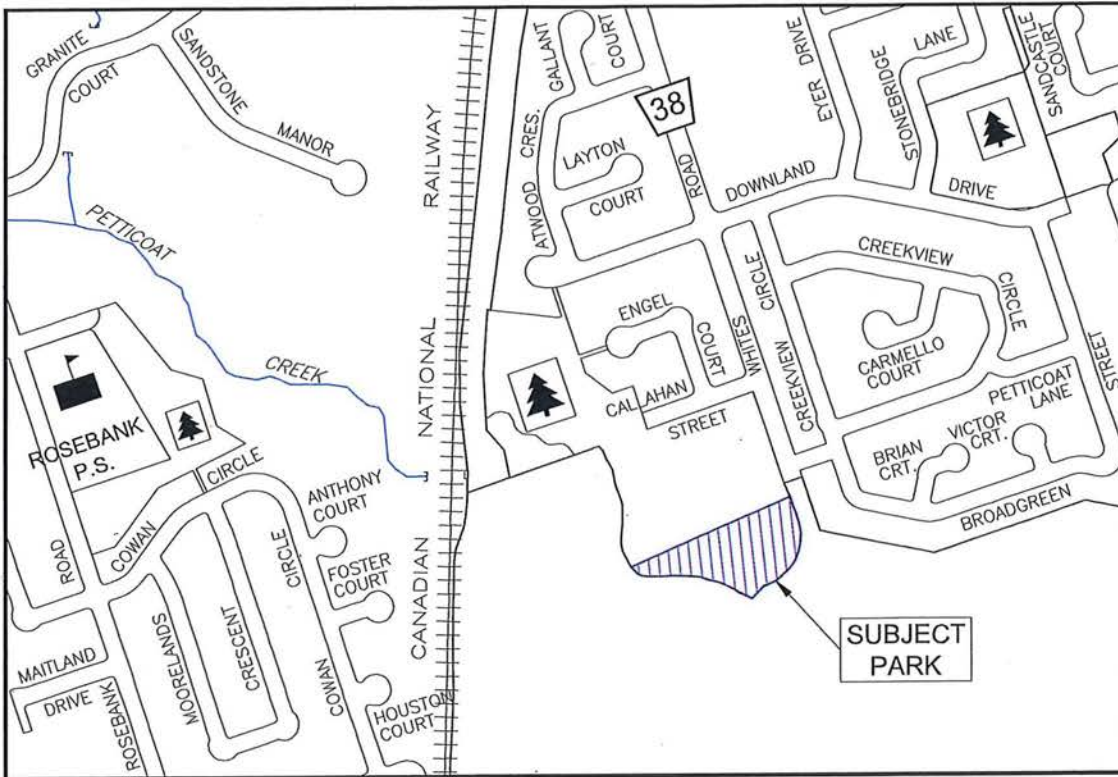 GRANITE
COURT
SANDSTONE
MANOR
PETTICOAT
CREEK
CANADIAN NATIONAL RAILWAY
GALLANT
COURT
38
ATWOOD CRES.
LAYTON
COURT
WHITES ROAD
EYER DRIVE
STONEBRIDGE
LANE
SANDCASTLE
COURT
DOWNLAND
DRIVE
CREEKVIEW
CIRCLE
CREEKVIEW CIRCLE
CARMELLO
COURT
ENGEL
COURT
CALLAHAN
STREET
PETTICOAT
LANE
STREET
BRIAN
CRT.
VICTOR
CRT.
BROADGREEN
ROSEBANK
P.S.
COWAN
CIRCLE
ANTHONY
COURT
FOSTER
COURT
COWAN CIRCLE
HOUSTON
COURT
MOORELANDS
CRESCENT
MAITLAND
DRIVE
ROSEBANK
ROAD
SUBJECT
PARK